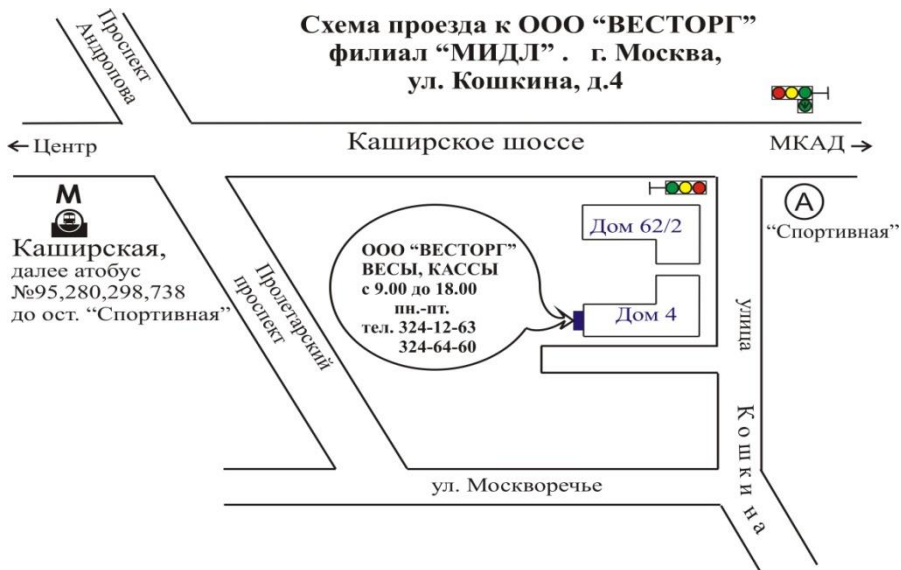 Схема проезда к ООО “ВЕСТОРГ”
филиал “МИДЛ” . г. Москва,
ул. Кошкина, д.4
Проспект
Андропова
← Центр
Каширское шоссе
МКАД →
М
Каширская,
далее атобус
№95,280,298,738
до ост. “Спортивная”
Пролетарский
проспект
ООО “ВЕСТОРГ”
ВЕСЫ, КАССЫ
с 9.00 до 18.00
пн.-пт.
тел. 324-12-63
324-64-60
Дом 62/2
Дом 4
А
“Спортивная”
улица Кошкина
ул. Москворечье